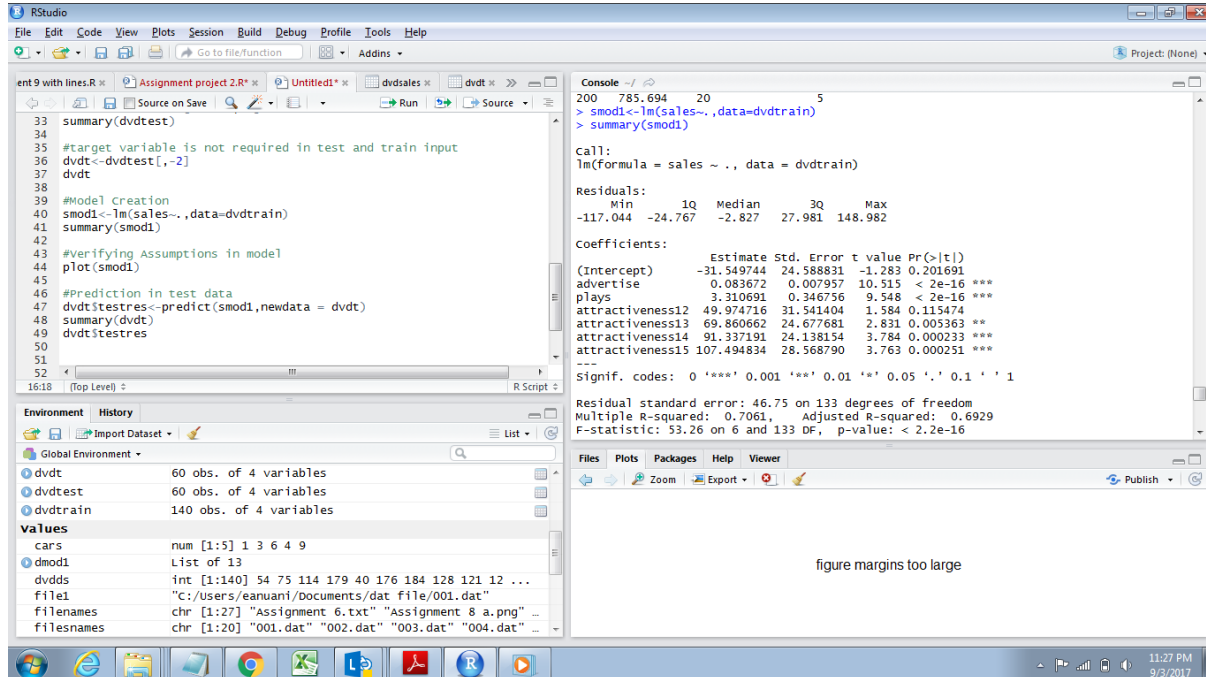 RStudio
File Edit Code View Plots Session Build Debug Profile Tools Help
Go to file/function Addins Project: (None)
ent 9 with lines.R Assignment project 2.R* Untitled1* dvdsales dvdt
Source on Save Run Source
33 summary(dvdtest)
34
35 #target variable is not required in test and train input
36 dvdt<-dvdtest[,-2]
37 dvdt
38
39 #Model Creation
40 smod1<-lm(sales~.,data=dvdtrain)
41 summary(smod1)
42
43 #Verifying Assumptions in model
44 plot(smod1)
45
46 #Prediction in test data
47 dvdt$testres<-predict(smod1,newdata = dvdt)
48 summary(dvdt)
49 dvdt$testres
50
51
52
16:18 (Top Level) R Script
Environment History
Import Dataset List
Global Environment
dvdt 60 obs. of 4 variables
dvdtest 60 obs. of 4 variables
dvdtrain 140 obs. of 4 variables
Values
cars num [1:5] 1 3 6 4 9
dmod1 List of 13
dvdds int [1:140] 54 75 114 179 40 176 184 128 121 12 ...
file1 "C:/Users/eanuani/Documents/dat file/001.dat"
filenames chr [1:27] "Assignment 6.txt" "Assignment 8 a.png" …
filesnames chr [1:20] "001.dat" "002.dat" "003.dat" "004.dat" …
Console ~/
200 785.694 20 5
> smod1<-lm(sales~.,data=dvdtrain)
> summary(smod1)
Call:
lm(formula = sales ~ ., data = dvdtrain)
Residuals:
Min 1Q Median 3Q Max
-117.044 -24.767 -2.827 27.981 148.982
Coefficients:
Estimate Std. Error t value Pr(>|t|)
(Intercept) -31.549744 24.588831 -1.283 0.201691
advertise 0.083672 0.007957 10.515 < 2e-16 ***
plays 3.310691 0.346756 9.548 < 2e-16 ***
attractiveness12 49.974716 31.541404 1.584 0.115474
attractiveness13 69.860662 24.677681 2.831 0.005363 **
attractiveness14 91.337191 24.138154 3.784 0.000233 ***
attractiveness15 107.494834 28.568790 3.763 0.000251 ***
---
Signif. codes: 0 ‘***’ 0.001 ‘**’ 0.01 ‘*’ 0.05 ‘.’ 0.1 ‘ ’ 1
Residual standard error: 46.75 on 133 degrees of freedom
Multiple R-squared: 0.7061, Adjusted R-squared: 0.6929
F-statistic: 53.26 on 6 and 133 DF, p-value: < 2.2e-16
Files Plots Packages Help Viewer
Zoom Export Publish
figure margins too large
11:27 PM
9/3/2017